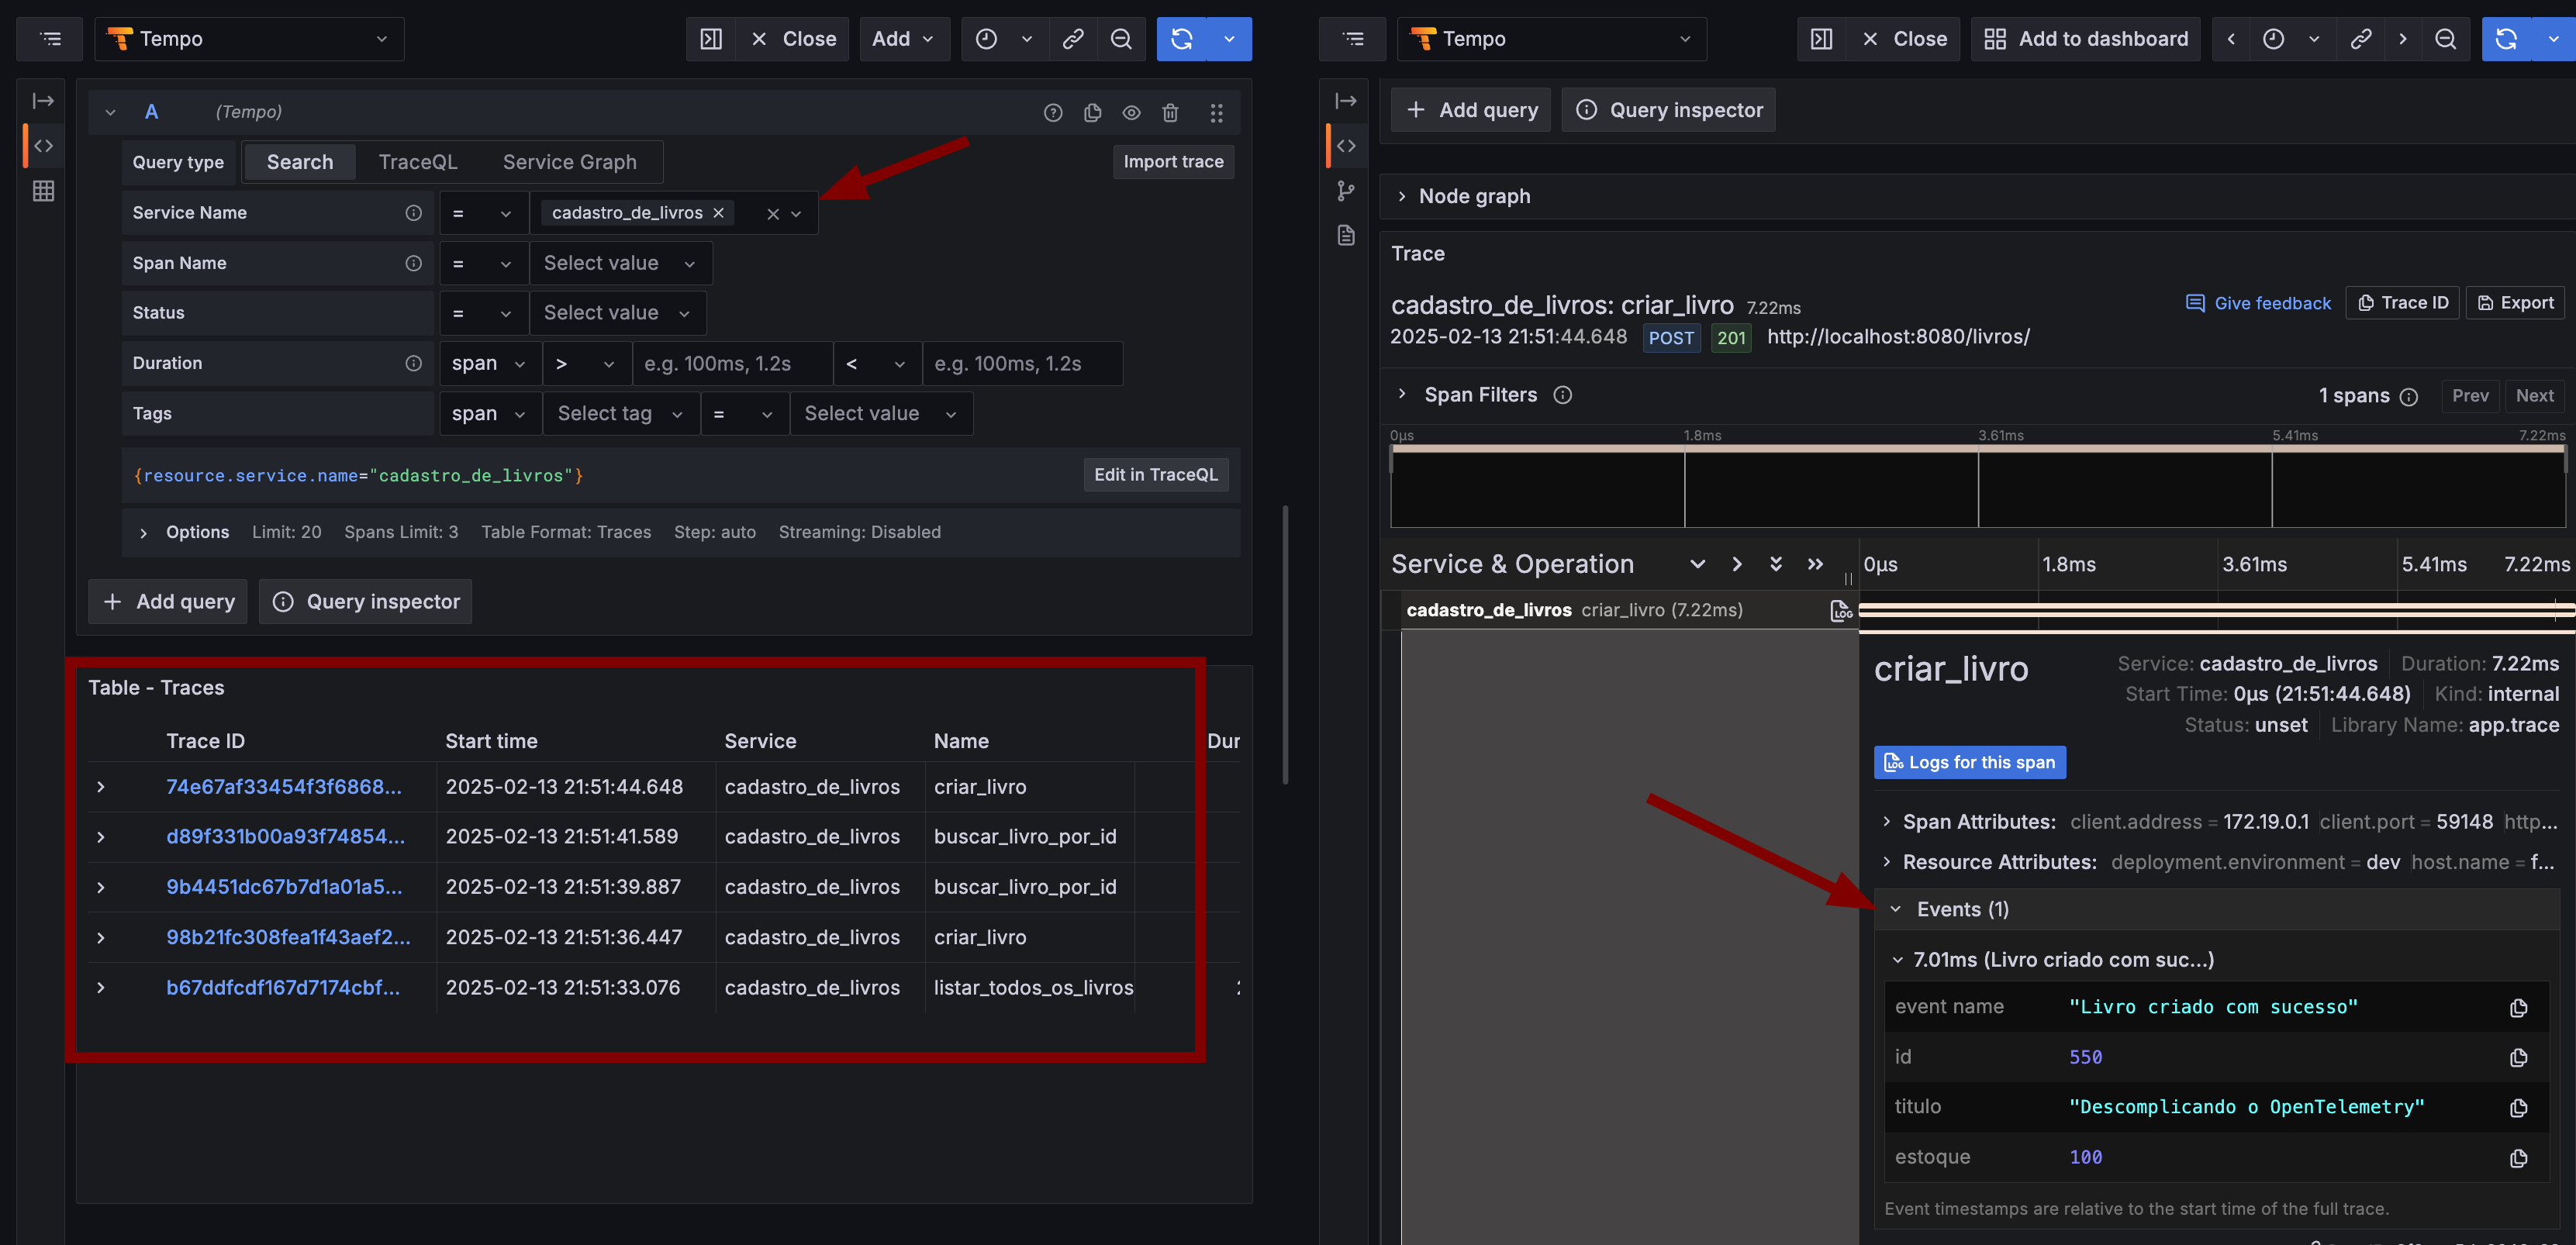 Tempo
Close
Add
A (Tempo)
Query type Search TraceQL Service Graph Import trace
Service Name = cadastro_de_livros
Span Name = Select value
Status = Select value
Duration span > e.g. 100ms, 1.2s < e.g. 100ms, 1.2s
Tags span Select tag = Select value
{resource.service.name="cadastro_de_livros"} Edit in TraceQL
Options Limit: 20 Spans Limit: 3 Table Format: Traces Step: auto Streaming: Disabled
+ Add query Query inspector
Table - Traces
Trace ID Start time Service Name Dur
74e67af33454f3f6868... 2025-02-13 21:51:44.648 cadastro_de_livros criar_livro
d89f331b00a93f74854... 2025-02-13 21:51:41.589 cadastro_de_livros buscar_livro_por_id
9b4451dc67b7d1a01a5... 2025-02-13 21:51:39.887 cadastro_de_livros buscar_livro_por_id
98b21fc308fea1f43aef2... 2025-02-13 21:51:36.447 cadastro_de_livros criar_livro
b67ddfcdf167d7174cbf... 2025-02-13 21:51:33.076 cadastro_de_livros listar_todos_os_livros
Tempo
Close
Add to dashboard
+ Add query Query inspector
Node graph
Trace
cadastro_de_livros: criar_livro 7.22ms
Give feedback Trace ID Export
2025-02-13 21:51:44.648 POST 201 http://localhost:8080/livros/
Span Filters 1 spans Prev Next
0μs 1.8ms 3.61ms 5.41ms 7.22ms
Service & Operation 0μs 1.8ms 3.61ms 5.41ms 7.22ms
cadastro_de_livros criar_livro (7.22ms) LOG
criar_livro
Service: cadastro_de_livros Duration: 7.22ms
Start Time: 0μs (21:51:44.648) Kind: internal
Status: unset Library Name: app.trace
LOG Logs for this span
Span Attributes: client.address = 172.19.0.1 client.port = 59148 http...
Resource Attributes: deployment.environment = dev host.name = f...
Events (1)
7.01ms (Livro criado com suc...)
event name "Livro criado com sucesso"
id 550
titulo "Descomplicando o OpenTelemetry"
estoque 100
Event timestamps are relative to the start time of the full trace.